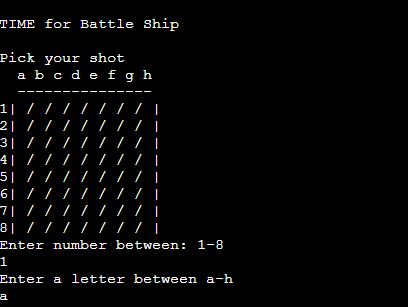 TIME for Battle Ship
Pick your shot
  a b c d e f g h
  ---------------
1| / / / / / / / |
2| / / / / / / / |
3| / / / / / / / |
4| / / / / / / / |
5| / / / / / / / |
6| / / / / / / / |
7| / / / / / / / |
8| / / / / / / / |
Enter number between: 1-8
1
Enter a letter between a-h
a